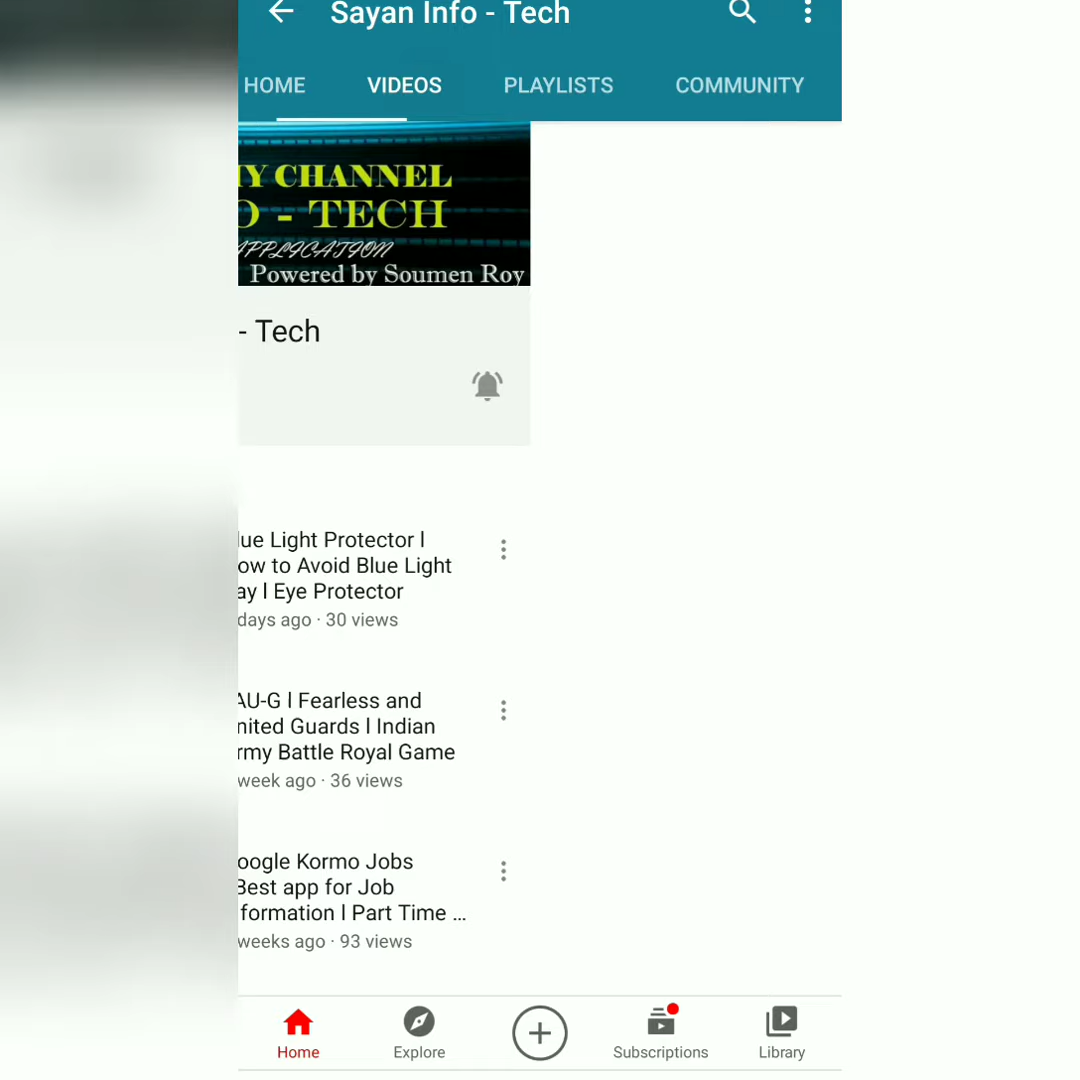 Sayan Info - Tech
HOME VIDEOS PLAYLISTS COMMUNITY
Y CHANNEL
O - TECH
APPLICATION
Powered by Soumen Roy
- Tech
lue Light Protector l
ow to Avoid Blue Light
ay l Eye Protector
days ago · 30 views
AU-G l Fearless and
nited Guards l Indian
rmy Battle Royal Game
week ago · 36 views
oogle Kormo Jobs
Best app for Job
formation l Part Time ...
weeks ago · 93 views
Home Explore Subscriptions Library